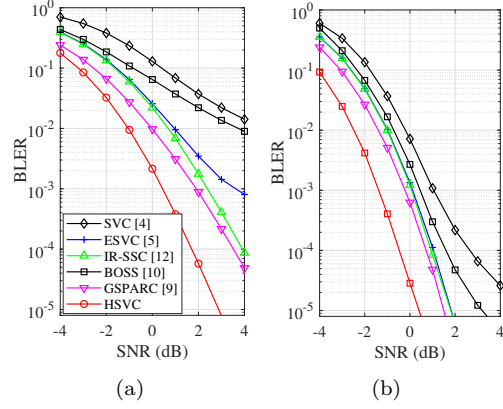 10^0
10^-1
10^-2
10^-3
10^-4
10^-5
BLER
-4 -2 0 2 4
SNR (dB)
SVC [4]
ESVC [5]
IR-SSC [12]
BOSS [10]
GSPARC [9]
HSVC
(a)
10^0
10^-1
10^-2
10^-3
10^-4
10^-5
BLER
-4 -2 0 2 4
SNR (dB)
(b)